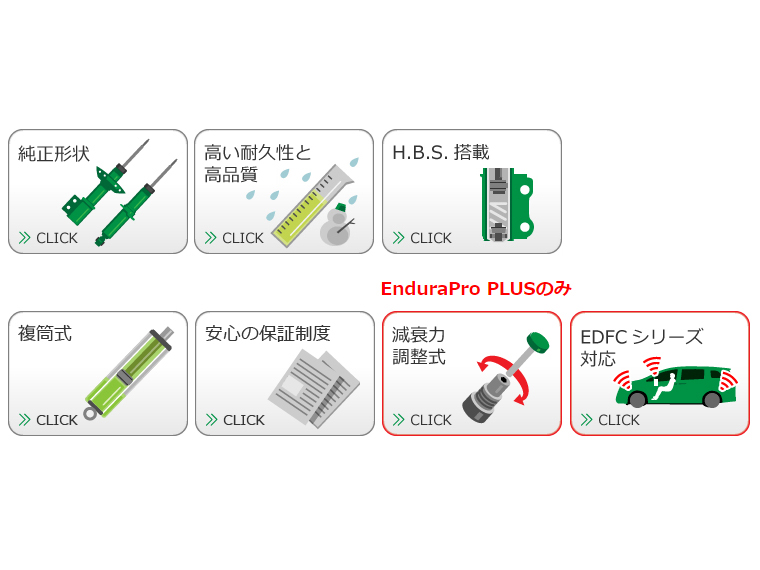 純正形状
CLICK
高い耐久性と
高品質
CLICK
H.B.S. 搭載
CLICK
EnduraPro PLUSのみ
複筒式
CLICK
安心の保証制度
CLICK
減衰力
調整式
CLICK
EDFC シリーズ
対応
CLICK